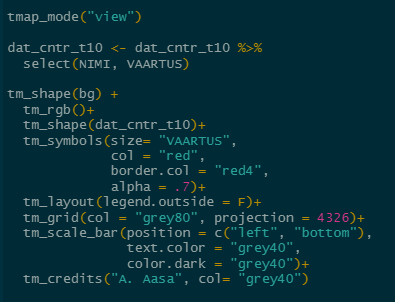 tmap_mode("view")
dat_cntr_t10 <- dat_cntr_t10 %>%
select(NIMI, VAARTUS)
tm_shape(bg) +
tm_rgb()+
tm_shape(dat_cntr_t10)+
tm_symbols(size= "VAARTUS",
col = "red",
border.col = "red4",
alpha = .7)+
tm_layout(legend.outside = F)+
tm_grid(col = "grey80", projection = 4326)+
tm_scale_bar(position = c("left", "bottom"),
text.color = "grey40",
color.dark = "grey40")+
tm_credits("A. Aasa", col= "grey40")